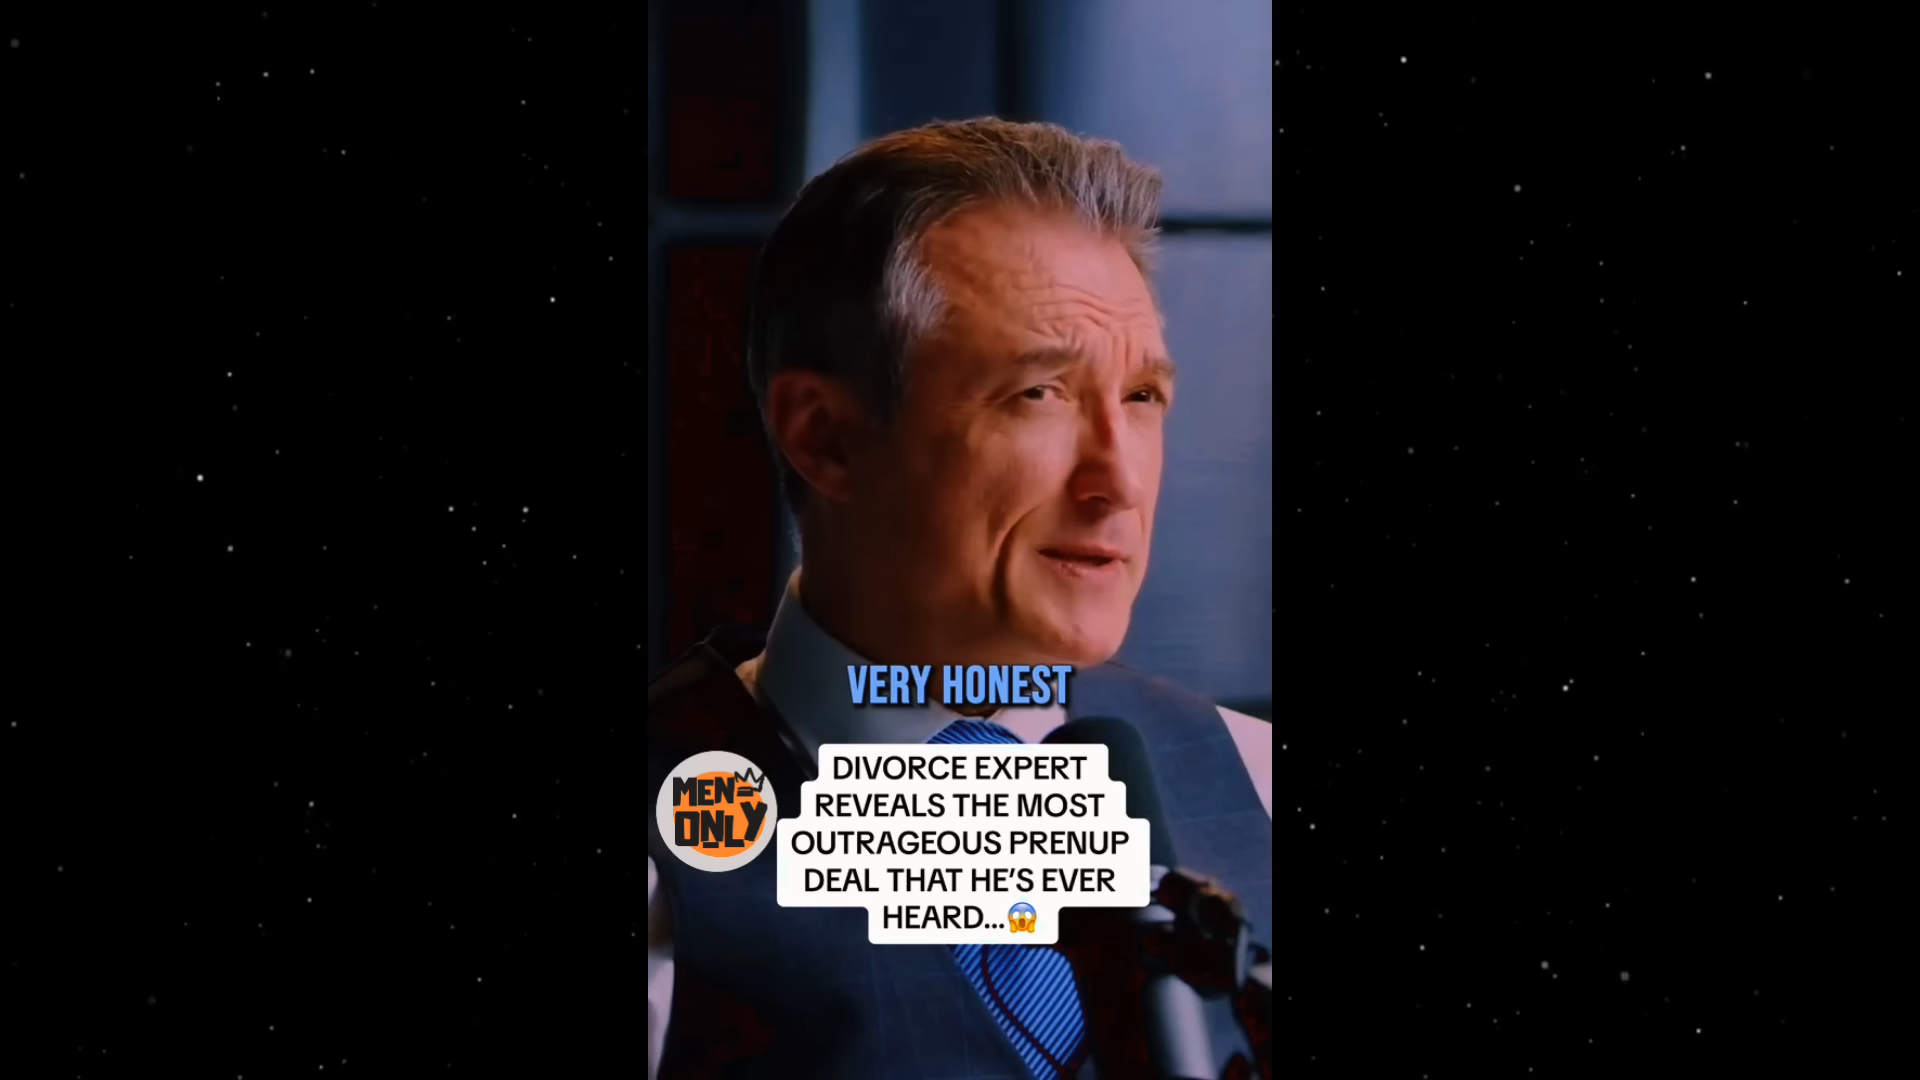 VERY HONEST
MEN=
ONLY
DIVORCE EXPERT
REVEALS THE MOST
OUTRAGEOUS PRENUP
DEAL THAT HE'S EVER
HEARD...😱